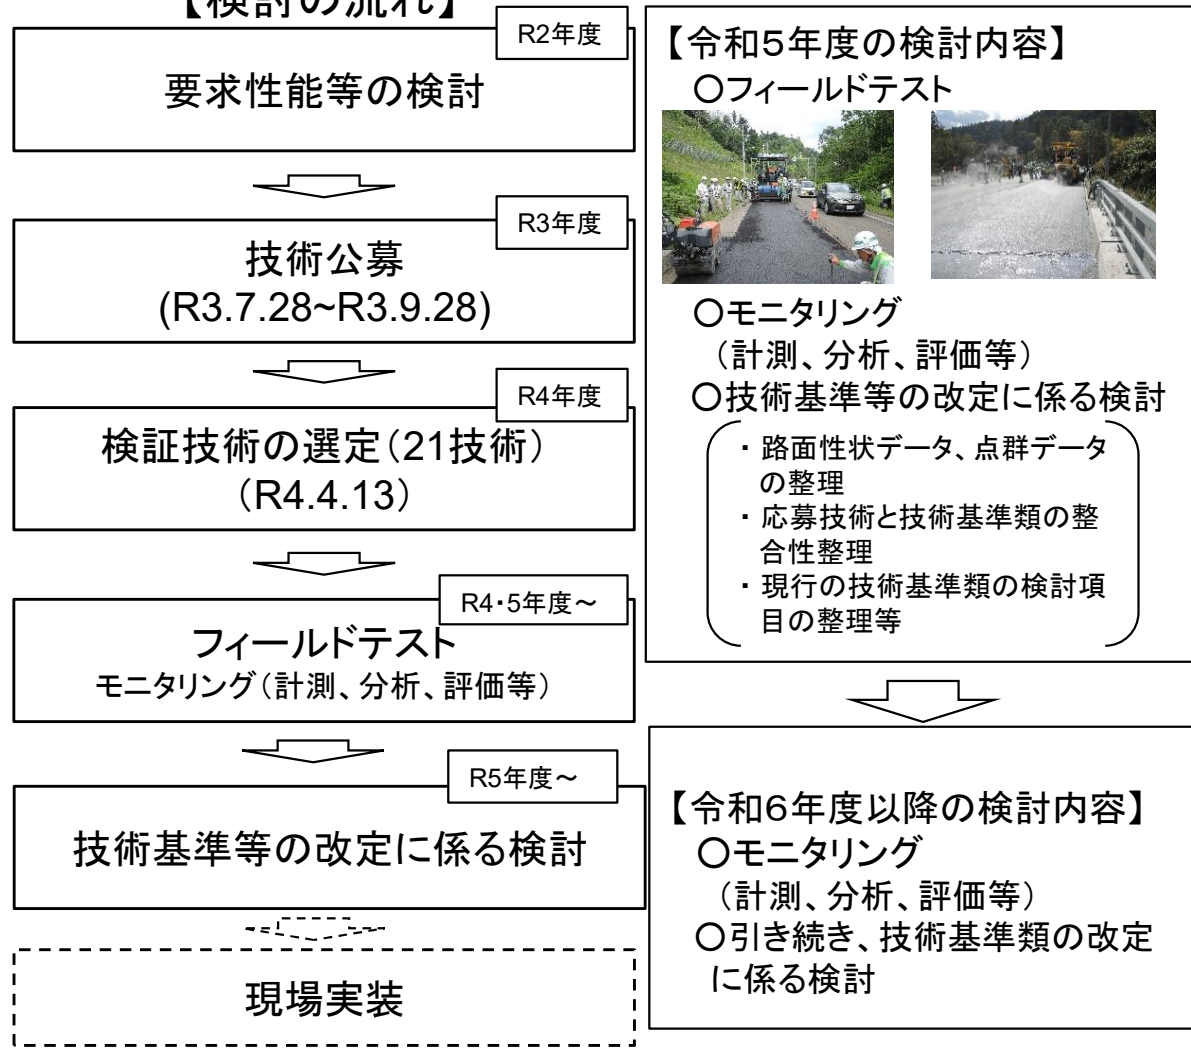 【検討の流れ】
R2年度
要求性能等の検討
R3年度
技術公募
(R3.7.28~R3.9.28)
R4年度
検証技術の選定（21技術）
（R4.4.13）
R4・5年度～
フィールドテスト
モニタリング（計測、分析、評価等）
R5年度～
技術基準等の改定に係る検討
現場実装
【令和5年度の検討内容】
〇フィールドテスト
〇モニタリング
（計測、分析、評価等）
〇技術基準等の改定に係る検討
・路面性状データ、点群データ
の整理
・応募技術と技術基準類の整
合性整理
・現行の技術基準類の検討項
目の整理等
【令和6年度以降の検討内容】
〇モニタリング
（計測、分析、評価等）
〇引き続き、技術基準類の改定
に係る検討